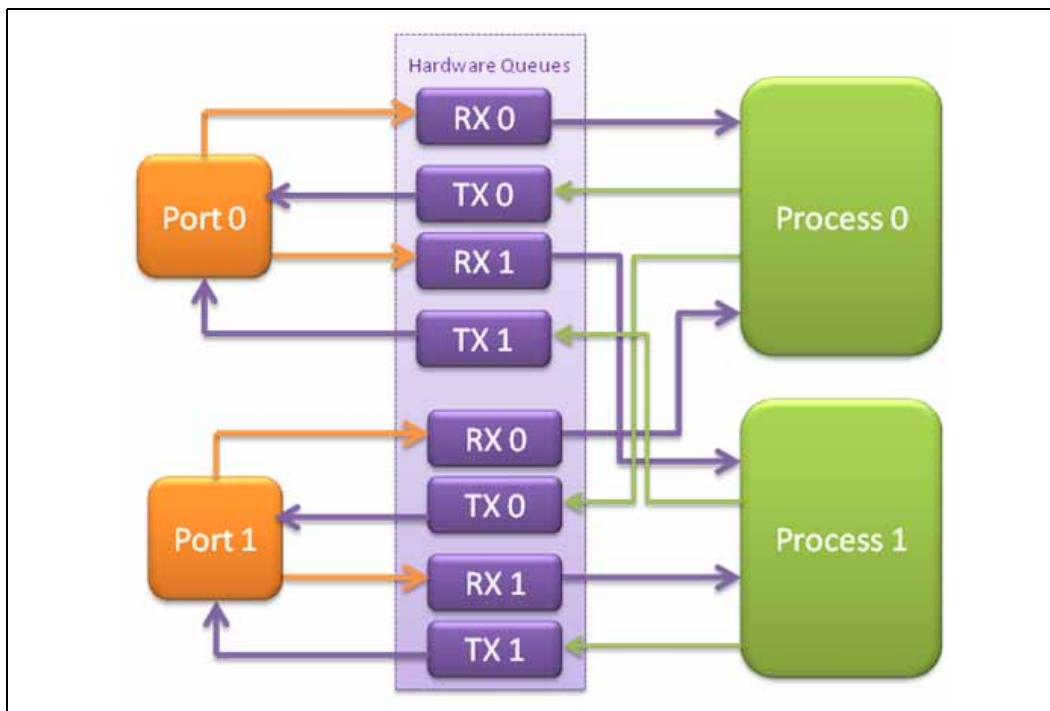 Hardware Queues
RX 0
TX 0
Port 0
RX 1
TX 1
Process 0
RX 0
TX 0
Port 1
RX 1
TX 1
Process 1